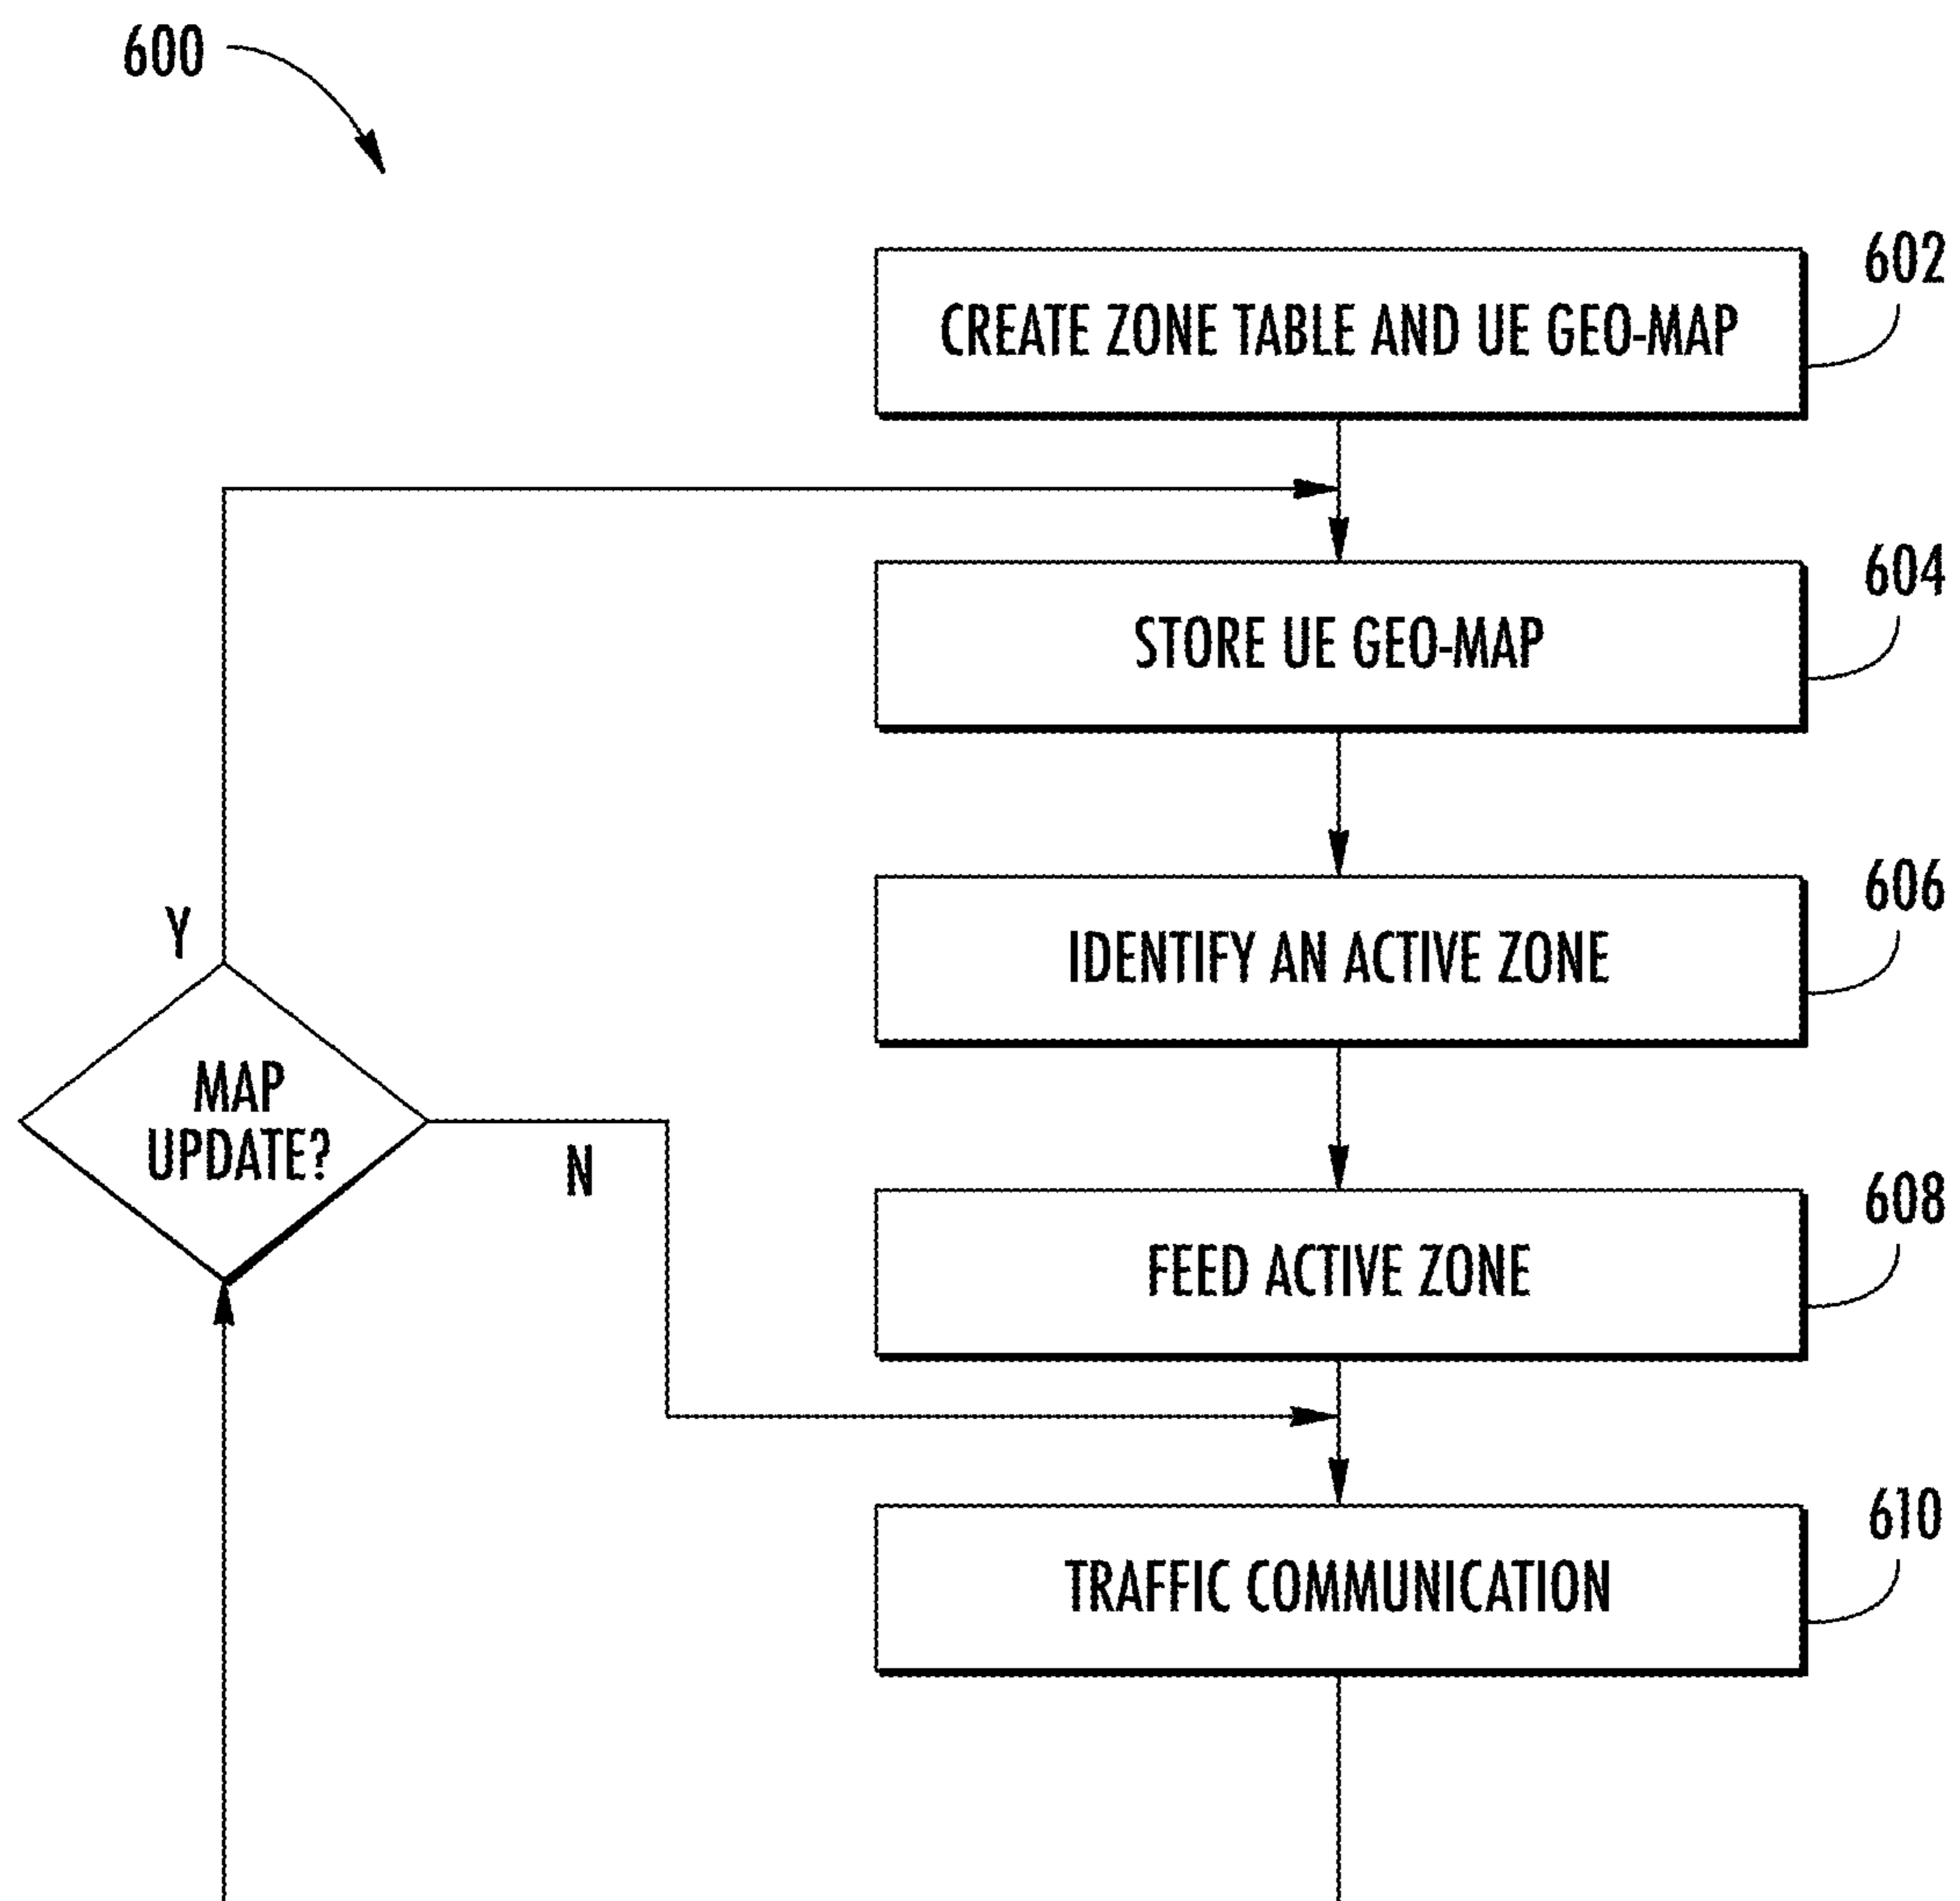 600
CREATE ZONE TABLE AND UE GEO-MAP
602
STORE UE GEO-MAP
604
IDENTIFY AN ACTIVE ZONE
606
Y
MAP
UPDATE?
N
FEED ACTIVE ZONE
608
TRAFFIC COMMUNICATION
610